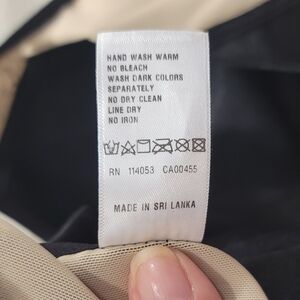 HAND WASH WARM
NO BLEACH
WASH DARK COLORS
SEPARATELY
NO DRY CLEAN
LINE DRY
NO IRON
RN 114053 CA00455
MADE IN SRI LANKA